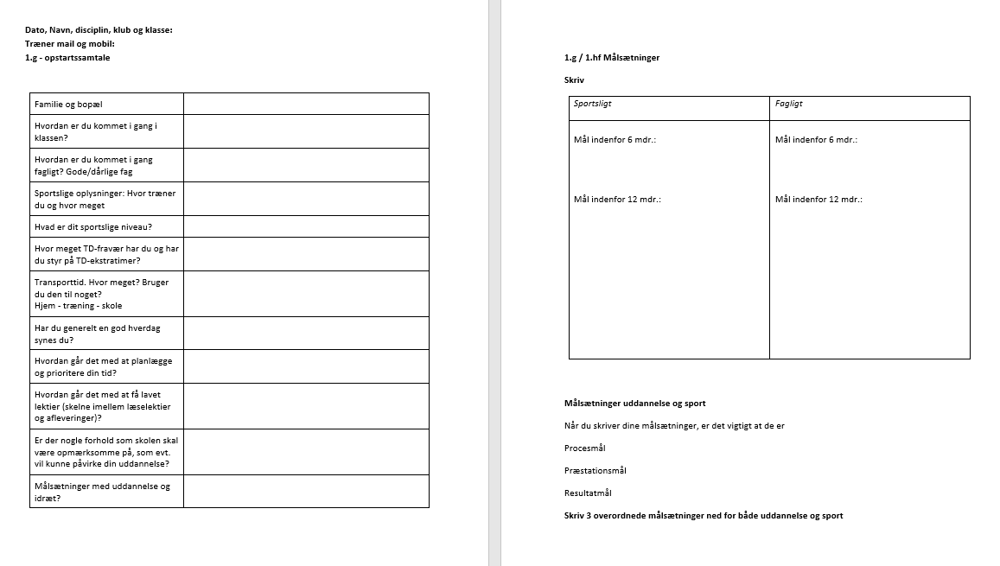 Dato, Navn, disciplin, klub og klasse:
Træner mail og mobil:
1.g - opstartssamtale
Familie og bopæl
Hvordan er du kommet i gang i
klassen?
Hvordan er du kommet i gang
fagligt? Gode/dårlige fag
Sportslige oplysninger: Hvor træner
du og hvor meget
Hvad er dit sportslige niveau?
Hvor meget TD-fravær har du og har
du styr på TD-ekstratimer?
Transporttid. Hvor meget? Bruger
du den til noget?
Hjem - træning - skole
Har du generelt en god hverdag
synes du?
Hvordan går det med at planlægge
og prioritere din tid?
Hvordan går det med at få lavet
lektier (skelne imellem læselektier
og afleveringer)?
Er der nogle forhold som skolen skal
være opmærksomme på, som evt.
vil kunne påvirke din uddannelse?
Målsætninger med uddannelse og
idræt?
1.g / 1.hf Målsætninger
Skriv
Sportsligt
Fagligt
Mål indenfor 6 mdr.:
Mål indenfor 6 mdr.:
Mål indenfor 12 mdr.:
Mål indenfor 12 mdr.:
Målsætninger uddannelse og sport
Når du skriver dine målsætninger, er det vigtigt at de er
Procesmål
Præstationsmål
Resultatmål
Skriv 3 overordnede målsætninger ned for både uddannelse og sport